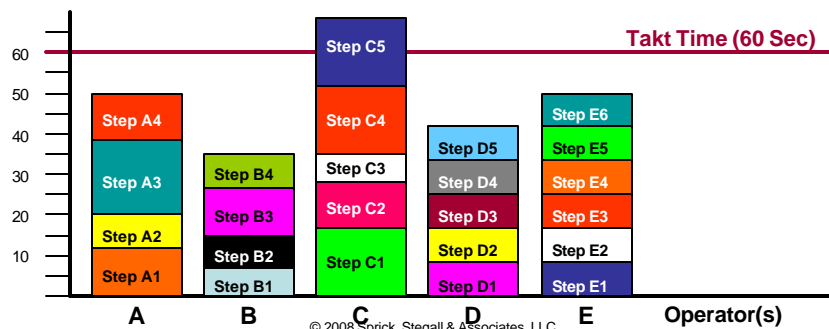 Takt Time (60 Sec)
60
50
40
30
20
10
Step A4
Step A3
Step A2
Step A1
Step B4
Step B3
Step B2
Step B1
Step C5
Step C4
Step C3
Step C2
Step C1
Step D5
Step D4
Step D3
Step D2
Step D1
Step E6
Step E5
Step E4
Step E3
Step E2
Step E1
A B C D E Operator(s)
© 2008 Sprick, Stegall & Associates, LLC